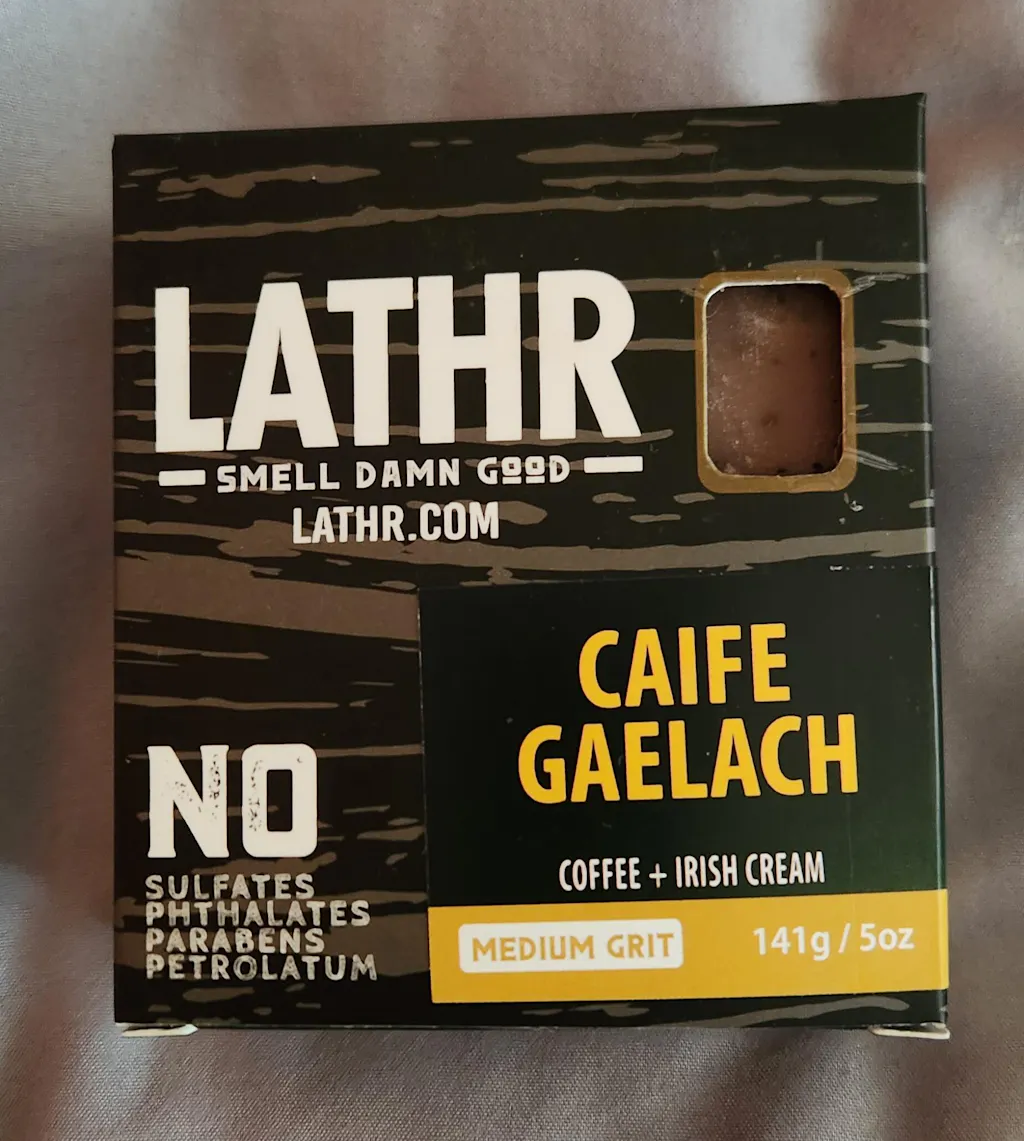 LATHR
SMELL DAMN GOOD
LATHR.COM
CAIFE
GAELACH
COFFEE + IRISH CREAM
MEDIUM GRIT
141g / 5oz
NO
SULFATES
PHTHALATES
PARABENS
PETROLATUM